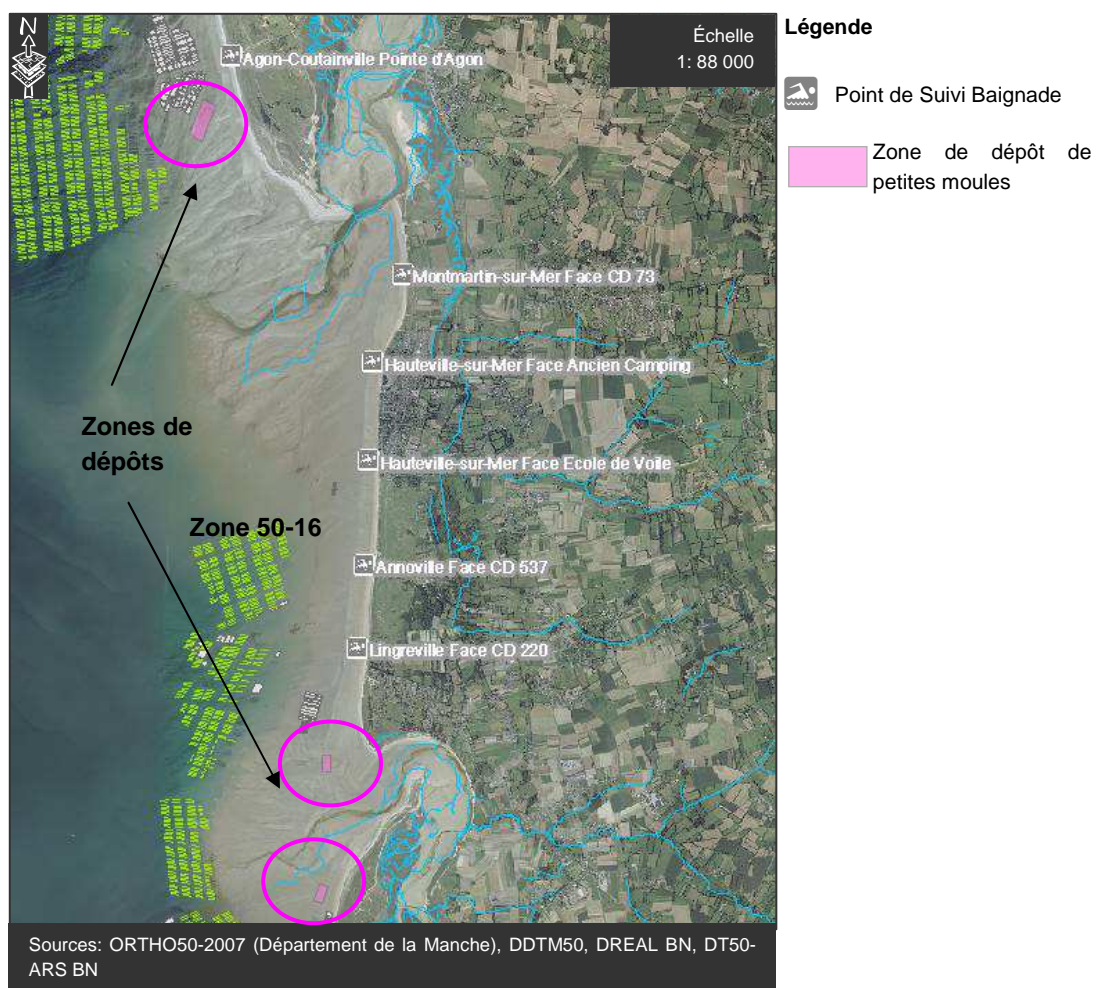 N
Échelle
1: 88 000
Agon-Coutainville Pointe d'Agon
Montmartin-sur-Mer Face CD 73
Hauteville-sur-Mer Face Ancien Camping
Zones de
dépôts
Hauteville-sur-Mer Face Ecole de Voile
Zone 50-16
Annoville Face CD 537
Lingreville Face CD 220
Sources: ORTHO50-2007 (Département de la Manche), DDTM50, DREAL BN, DT50-
ARS BN
Légende
Point de Suivi Baignade
Zone de dépôt de
petites moules